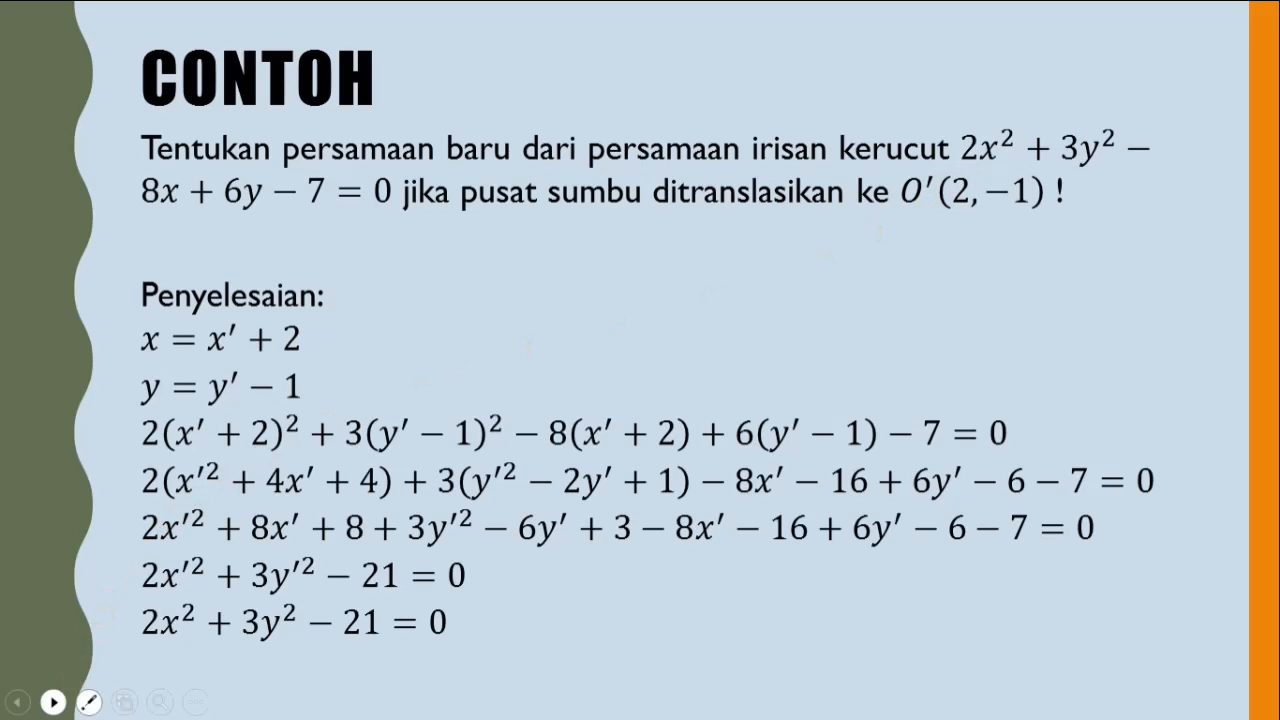 CONTOH
Tentukan persamaan baru dari persamaan irisan kerucut 2x² + 3y² −
8x + 6y − 7 = 0 jika pusat sumbu ditranslasikan ke O′(2, −1) !
Penyelesaian:
x = x′ + 2
y = y′ − 1
2(x′ + 2)² + 3(y′ − 1)² − 8(x′ + 2) + 6(y′ − 1) − 7 = 0
2(x′² + 4x′ + 4) + 3(y′² − 2y′ + 1) − 8x′ − 16 + 6y′ − 6 − 7 = 0
2x′² + 8x′ + 8 + 3y′² − 6y′ + 3 − 8x′ − 16 + 6y′ − 6 − 7 = 0
2x′² + 3y′² − 21 = 0
2x² + 3y² − 21 = 0